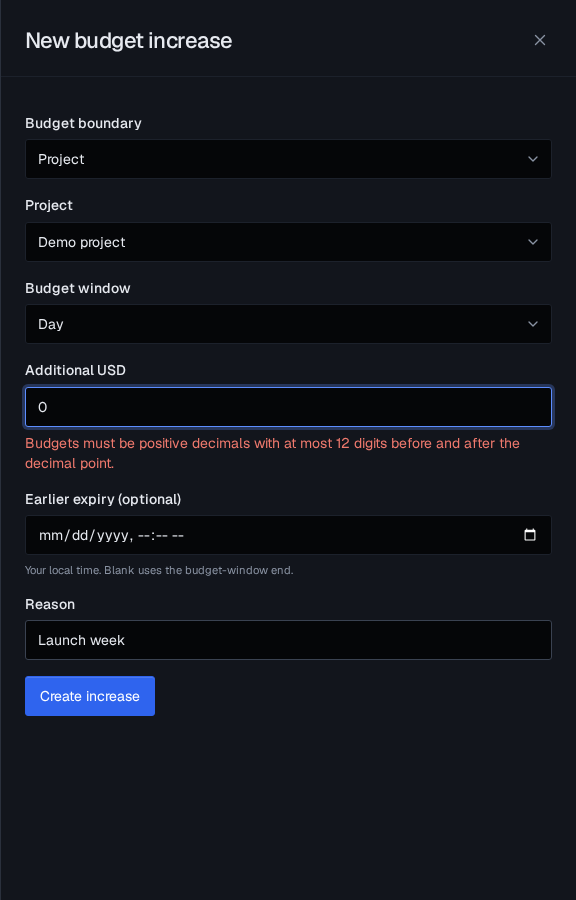 New budget increase
Budget boundary
Project
Project
Demo project
Budget window
Day
Additional USD
0
Budgets must be positive decimals with at most 12 digits before and after the
decimal point.
Earlier expiry (optional)
mm/dd/yyyy, --:-- --
Your local time. Blank uses the budget-window end.
Reason
Launch week
Create increase